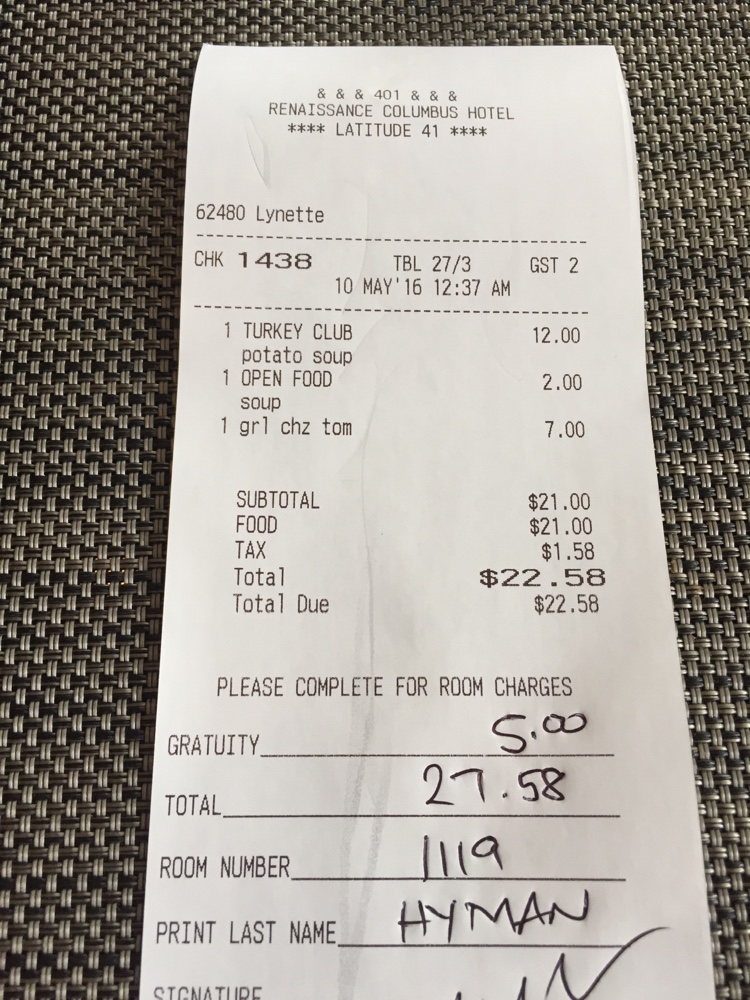 & & & 401 & & &
RENAISSANCE COLUMBUS HOTEL
**** LATITUDE 41 ****
62480 Lynette
CHK 1438 TBL 27/3 GST 2
10 MAY'16 12:37 AM
1 TURKEY CLUB 12.00
potato soup
1 OPEN FOOD 2.00
soup
1 grl chz tom 7.00
SUBTOTAL $21.00
FOOD $21.00
TAX $1.58
Total $22.58
Total Due $22.58
PLEASE COMPLETE FOR ROOM CHARGES
GRATUITY 5.00
TOTAL 27.58
ROOM NUMBER 1119
PRINT LAST NAME HYMAN
SIGNATURE